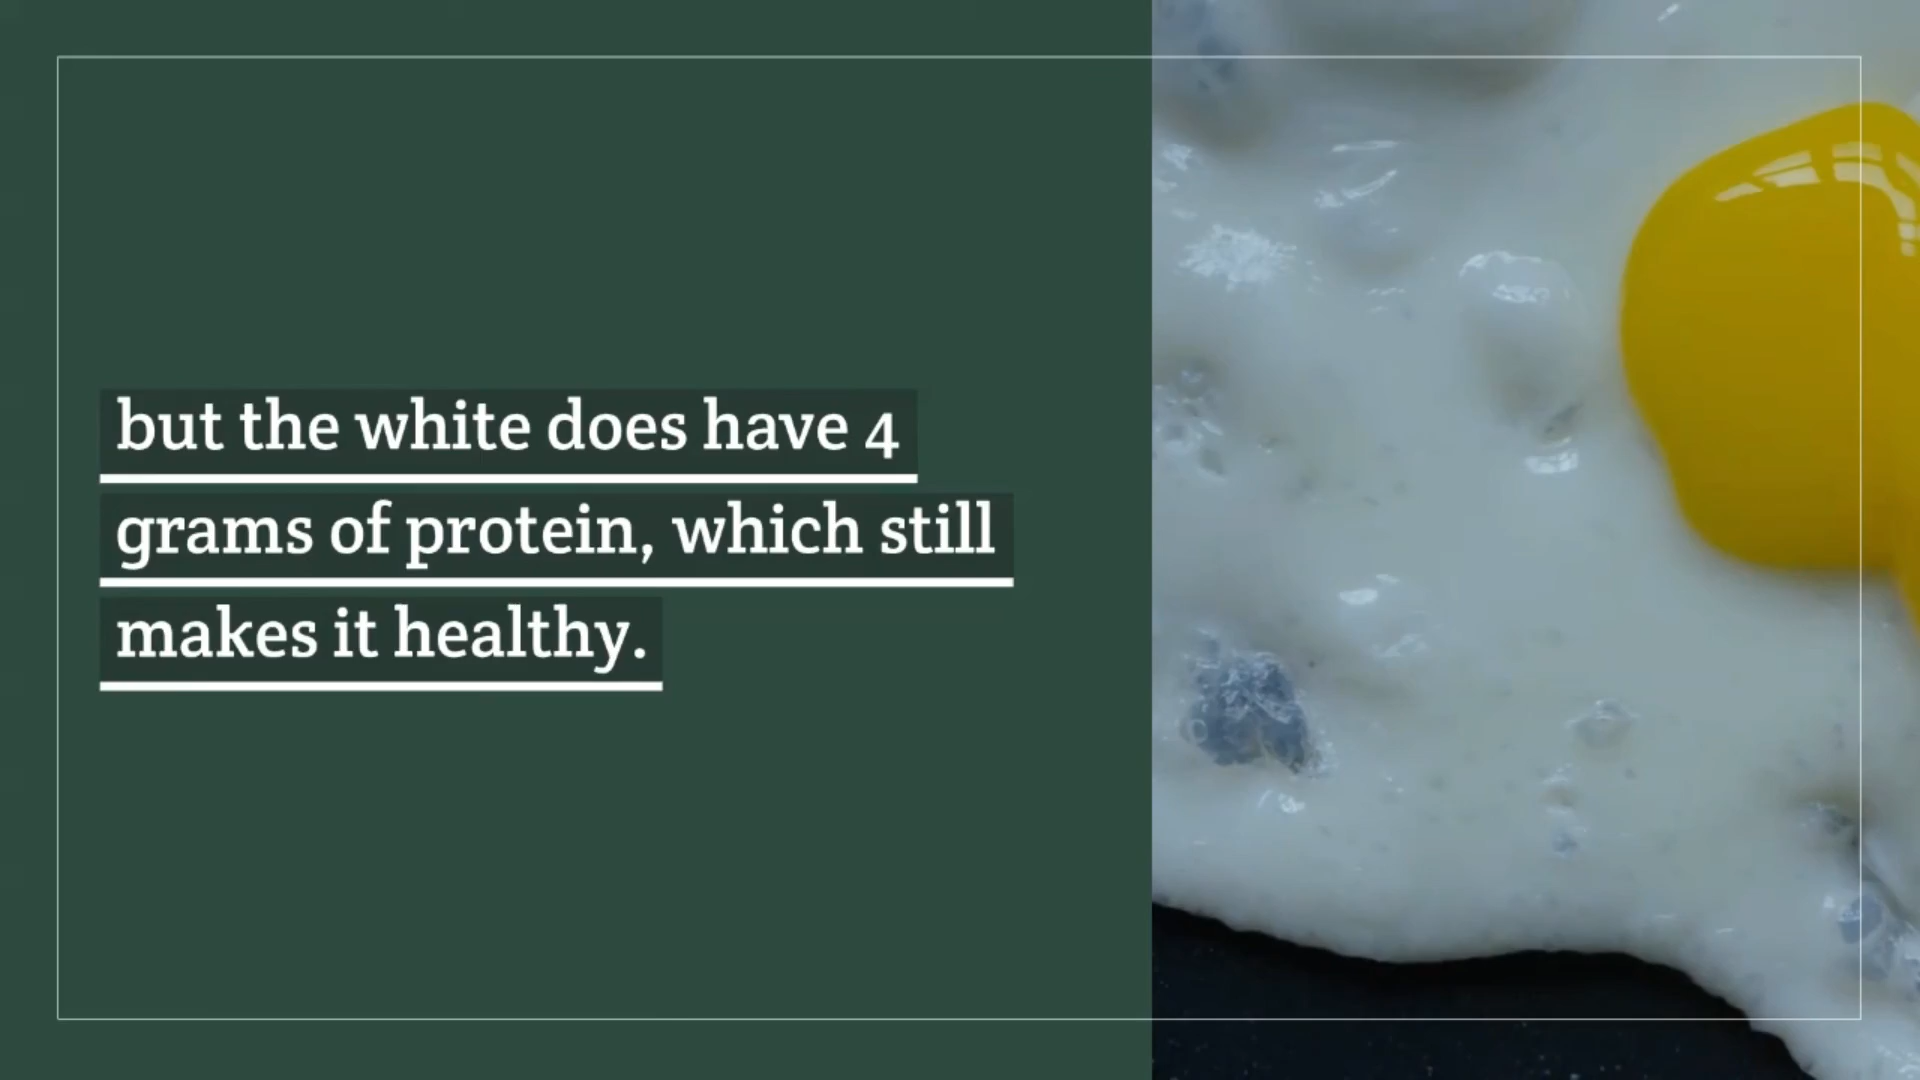 but the white does have 4
grams of protein, which still
makes it healthy.